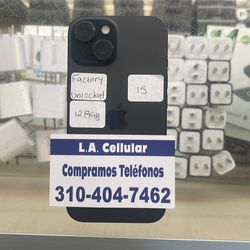 Factory
Unlocked
15
128GB
L.A. Cellular
Compramos Teléfonos
310-404-7462